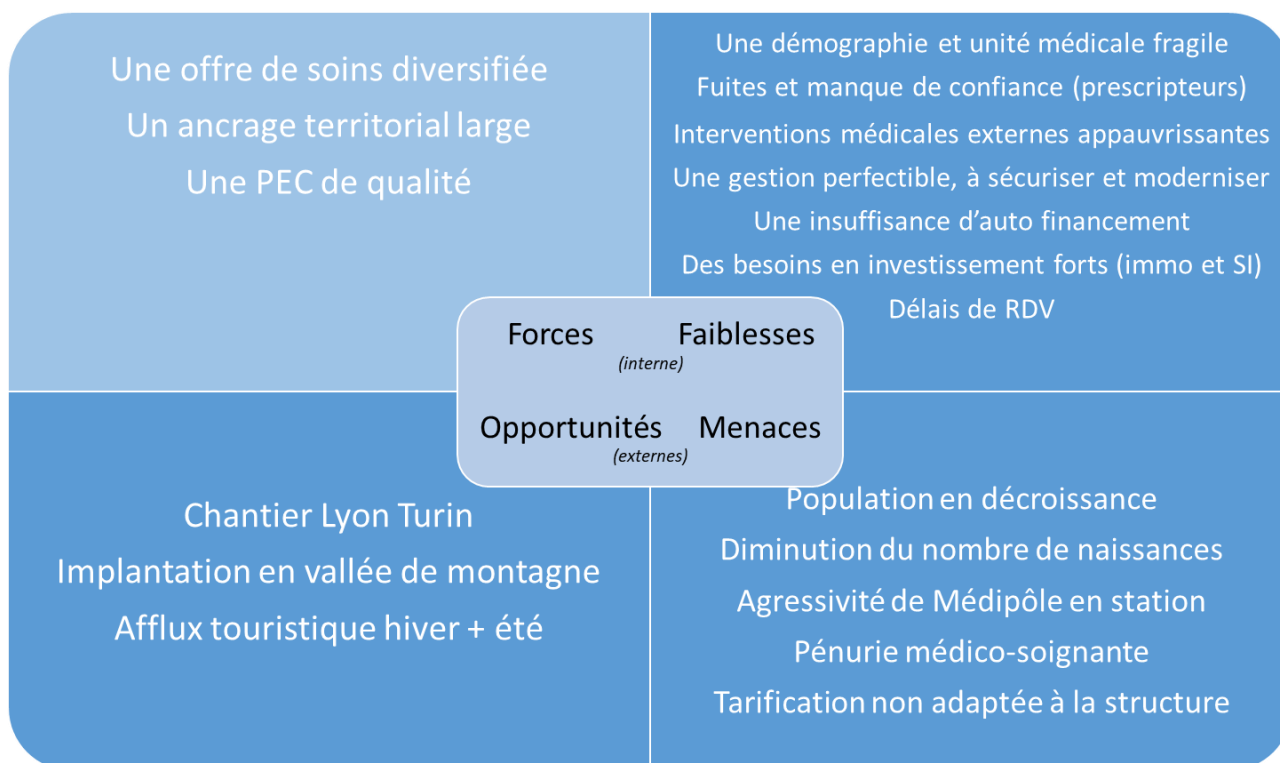 Une offre de soins diversifiée
Un ancrage territorial large
Une PEC de qualité
Une démographie et unité médicale fragile
Fuites et manque de confiance (prescripteurs)
Interventions médicales externes appauvrissantes
Une gestion perfectible, à sécuriser et moderniser
Une insuffisance d’auto financement
Des besoins en investissement forts (immo et SI)
Délais de RDV
Forces Faiblesses
(interne)
Opportunités Menaces
(externes)
Chantier Lyon Turin
Implantation en vallée de montagne
Afflux touristique hiver + été
Population en décroissance
Diminution du nombre de naissances
Agressivité de Médipôle en station
Pénurie médico-soignante
Tarification non adaptée à la structure